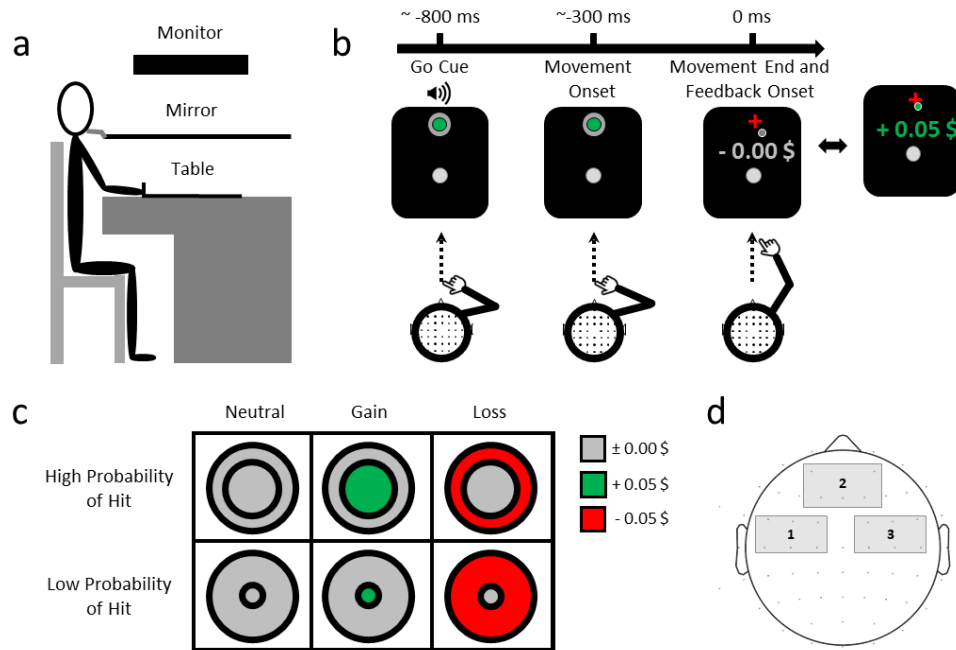 a
Monitor
Mirror
Table
b
~ -800 ms
~-300 ms
0 ms
Go Cue
Movement
Onset
Movement End and
Feedback Onset
- 0.00 $
+ 0.05 $
c
Neutral
Gain
Loss
High Probability
of Hit
Low Probability
of Hit
± 0.00 $
+ 0.05 $
- 0.05 $
d
2
1
3